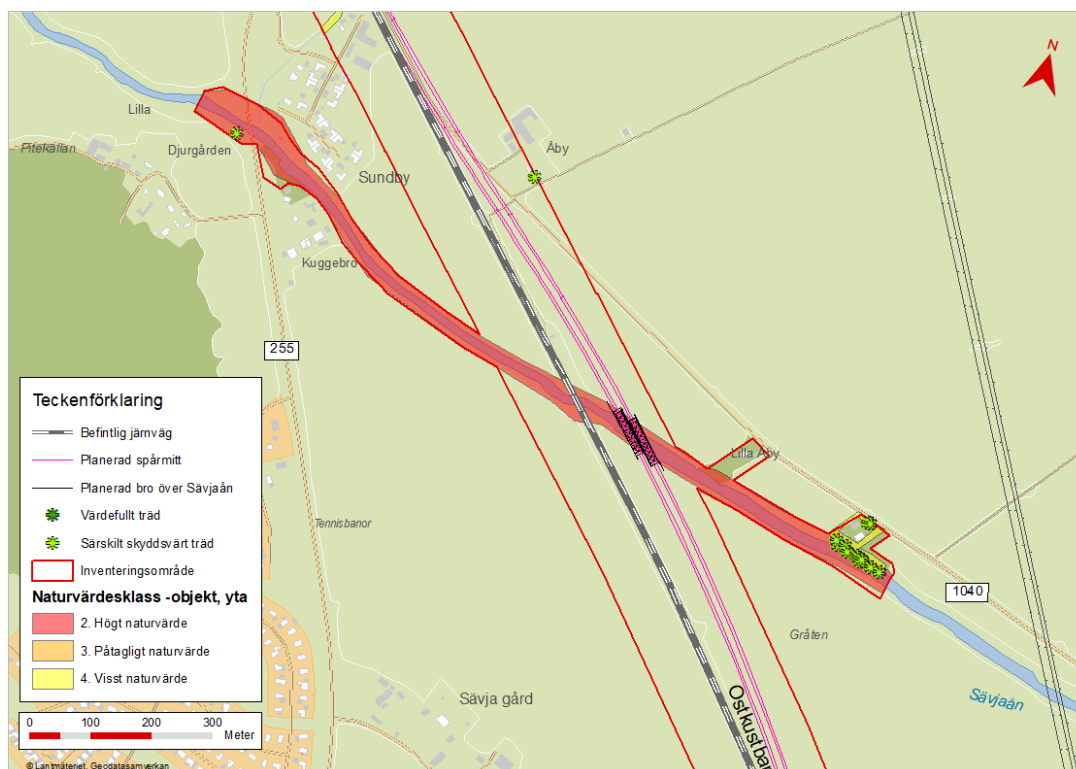 N
Lilla
Pitekällan
Djurgården
Åby
Sundby
Kuggebro
255
Teckenförklaring
Befintlig järnväg
Planerad spårmitt
Planerad bro över Sävjaån
Värdefullt träd
Särskilt skyddsvärt träd
Inventeringsområde
Naturvärdesklass -objekt, yta
2. Högt naturvärde
3. Påtagligt naturvärde
4. Visst naturvärde
0 100 200 300
Meter
© Lantmäteriet, Geodatasamverkan
Lilla Åby
Tennisbanor
1040
Gråten
Sävja gård
Sävjaån
Ostkustban